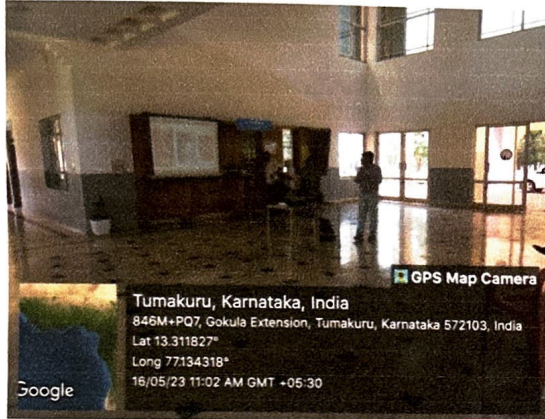 GPS Map Camera
Tumakuru, Karnataka, India
846M+PQ7, Gokula Extension, Tumakuru, Karnataka 572103, India
Lat 13.311827°
Long 77.134318°
16/05/23 11:02 AM GMT +05:30
Google